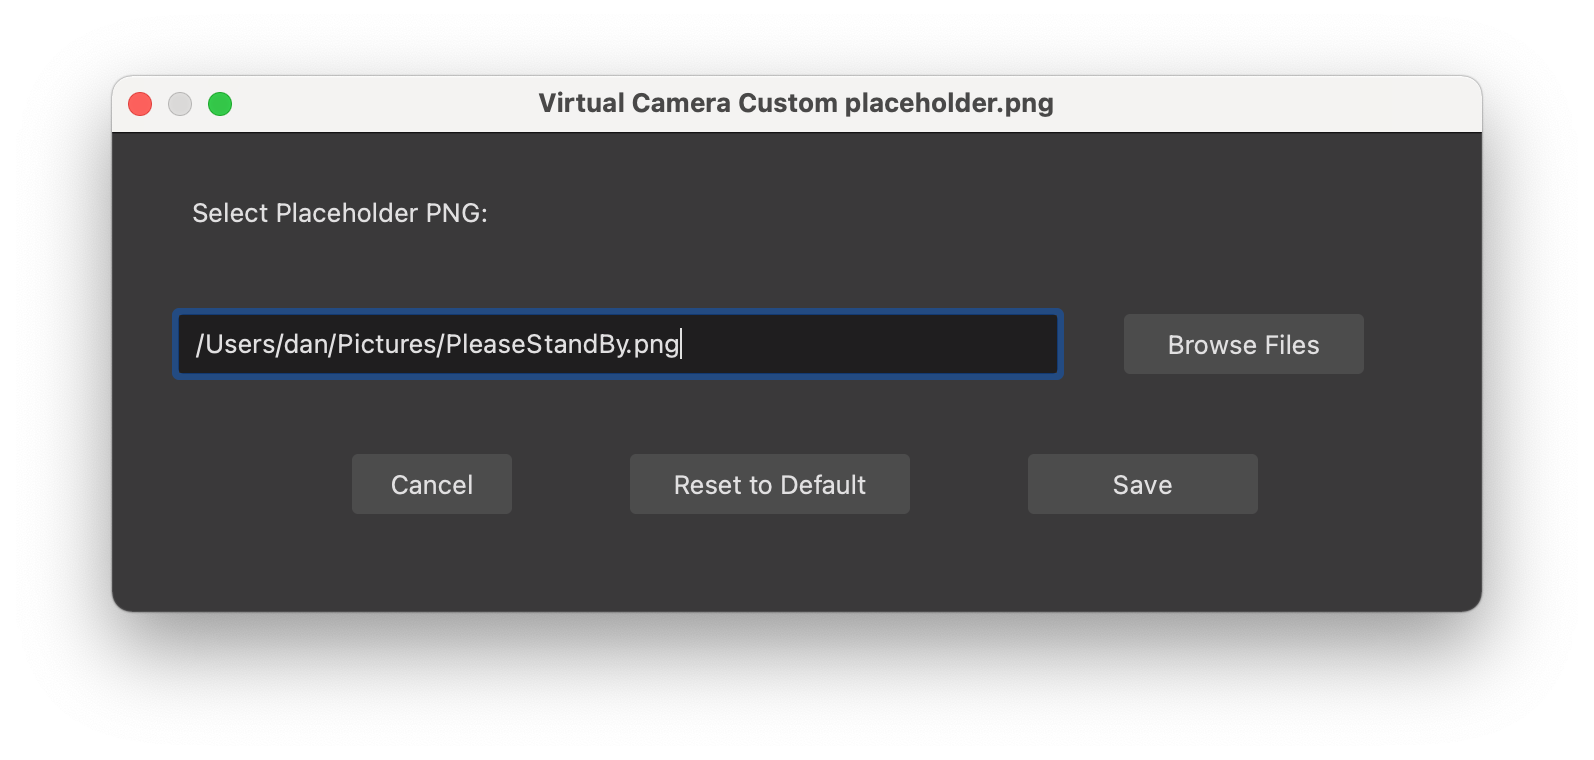 Virtual Camera Custom placeholder.png
Select Placeholder PNG:
/Users/dan/Pictures/PleaseStandBy.png
Browse Files
Cancel
Reset to Default
Save